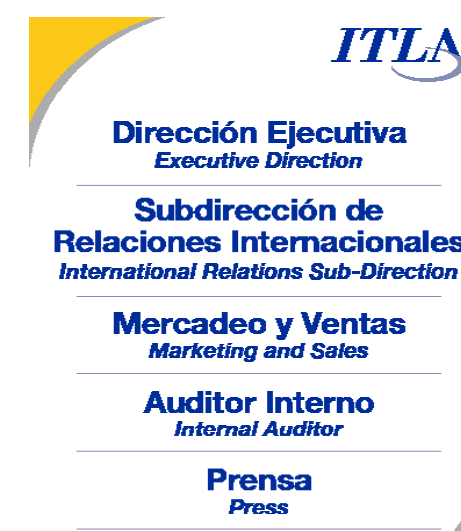 ITLA
Dirección Ejecutiva
Executive Direction
Subdirección de
Relaciones Internacionales
International Relations Sub-Direction
Mercadeo y Ventas
Marketing and Sales
Auditor Interno
Internal Auditor
Prensa
Press